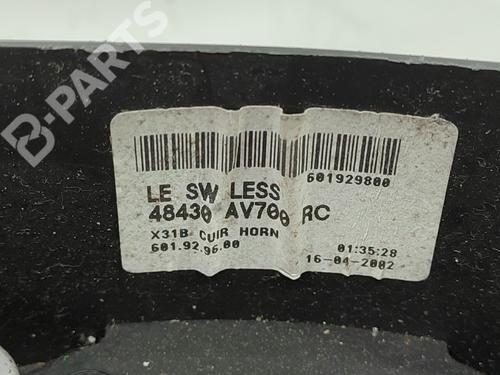 B-PARTS
601929800
LE SW LESS
48430 AV700 RC
X31B CUIR HORN
601.92.96.00
01:35:28
16-04-2002